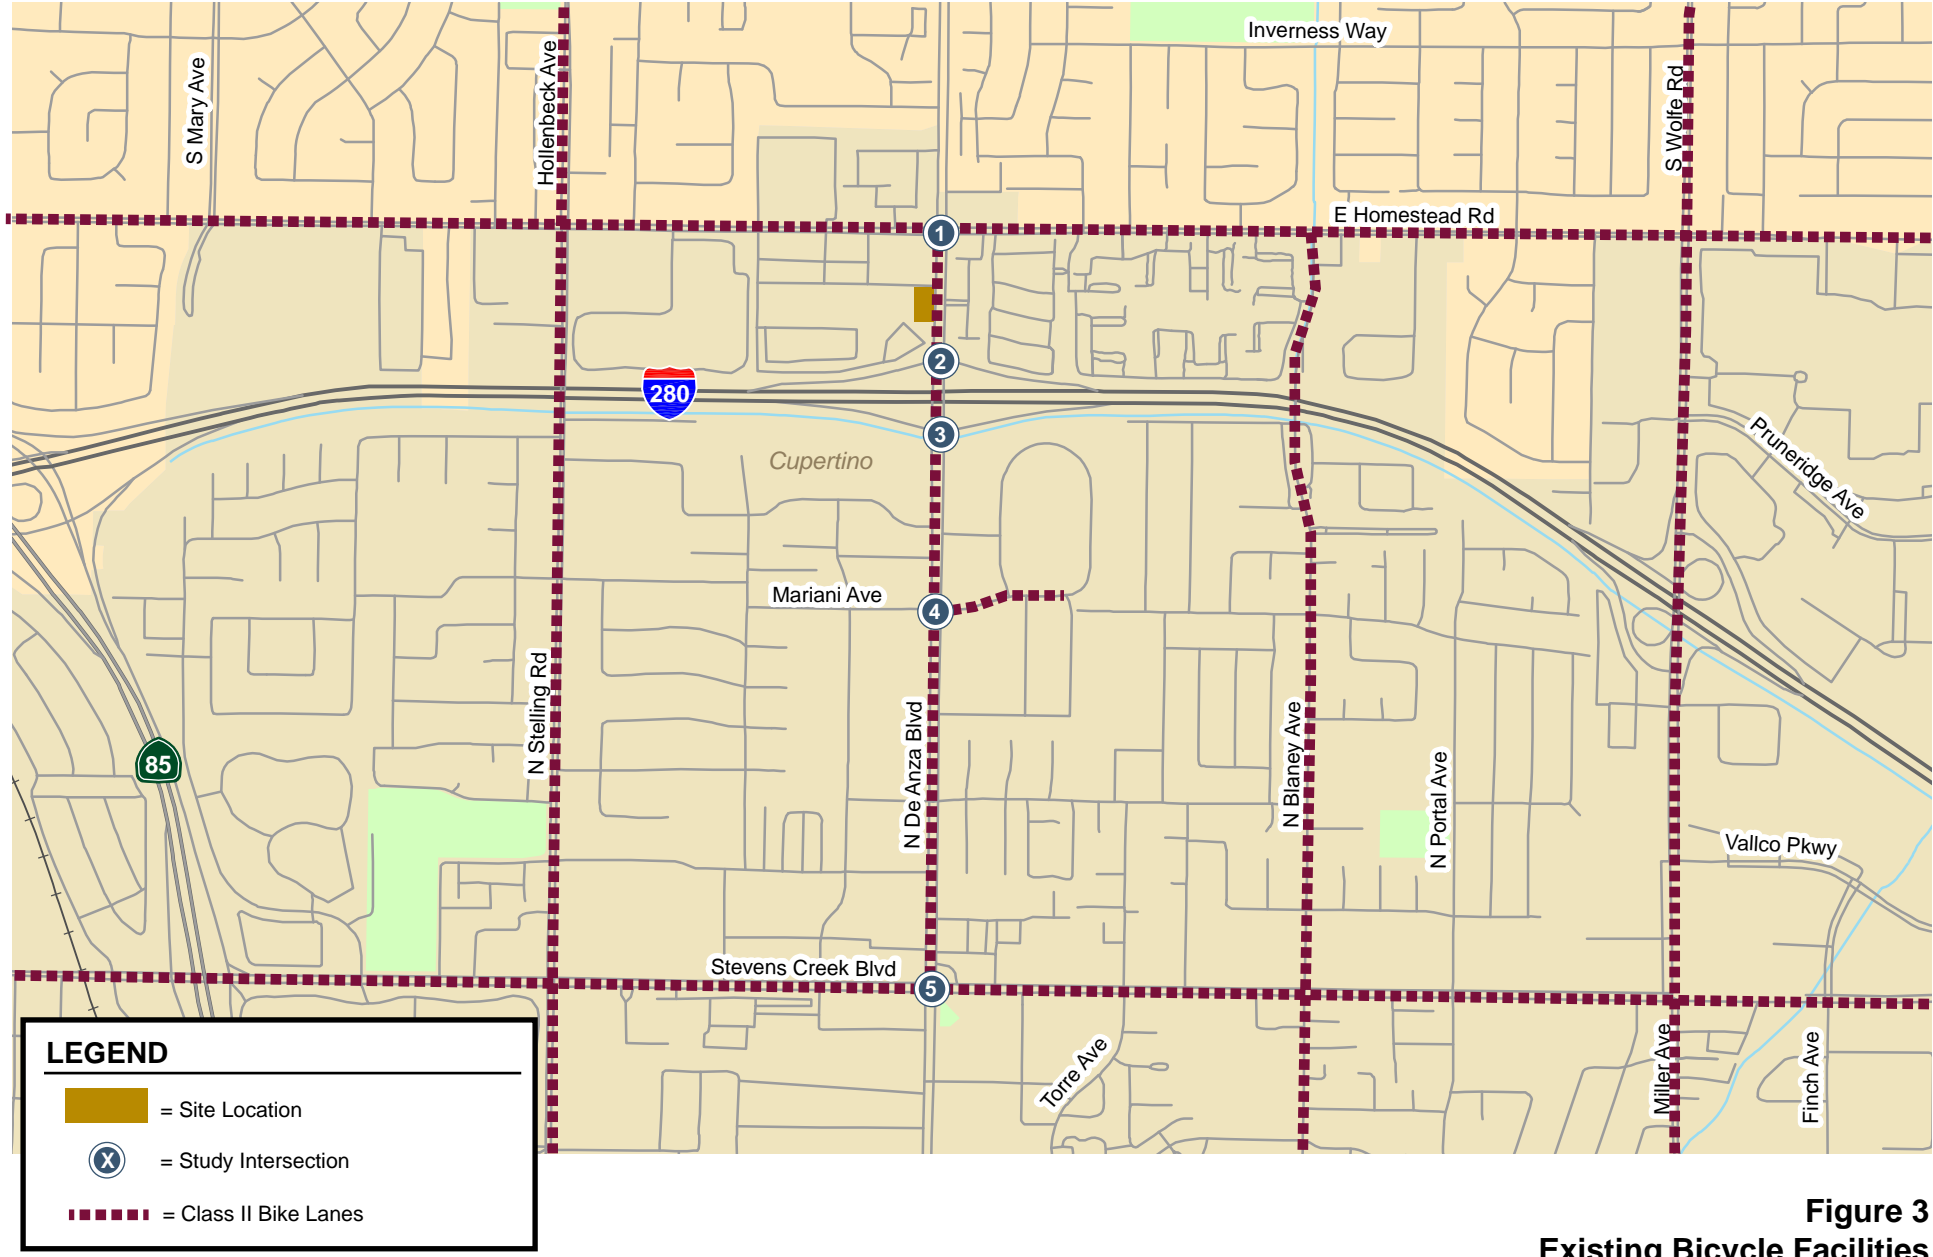 Inverness Way
S Mary Ave
Hollenbeck Ave
S Wolfe Rd
E Homestead Rd
1
2
280
3
Cupertino
Pruneridge Ave
Mariani Ave
4
N Stelling Rd
N De Anza Blvd
N Blaney Ave
N Portal Ave
85
Vallco Pkwy
Stevens Creek Blvd
5
Torre Ave
Miller Ave
Finch Ave
LEGEND
= Site Location
X = Study Intersection
= Class II Bike Lanes
Figure 3
Existing Bicycle Facilities